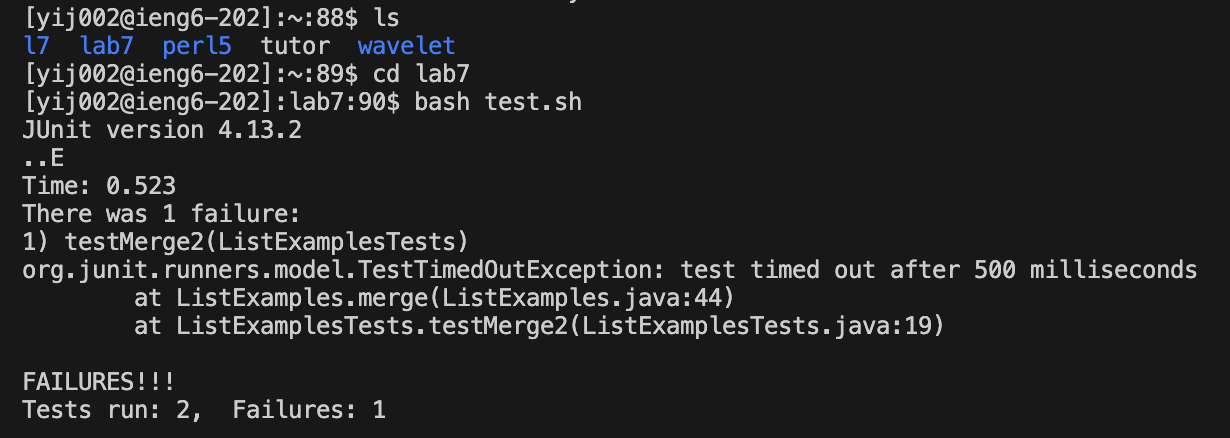 [yij002@ieng6-202]:~:88$ ls
l7  lab7  perl5  tutor  wavelet
[yij002@ieng6-202]:~:89$ cd lab7
[yij002@ieng6-202]:lab7:90$ bash test.sh
JUnit version 4.13.2
..E
Time: 0.523
There was 1 failure:
1) testMerge2(ListExamplesTests)
org.junit.runners.model.TestTimedOutException: test timed out after 500 milliseconds
        at ListExamples.merge(ListExamples.java:44)
        at ListExamplesTests.testMerge2(ListExamplesTests.java:19)

FAILURES!!!
Tests run: 2,  Failures: 1